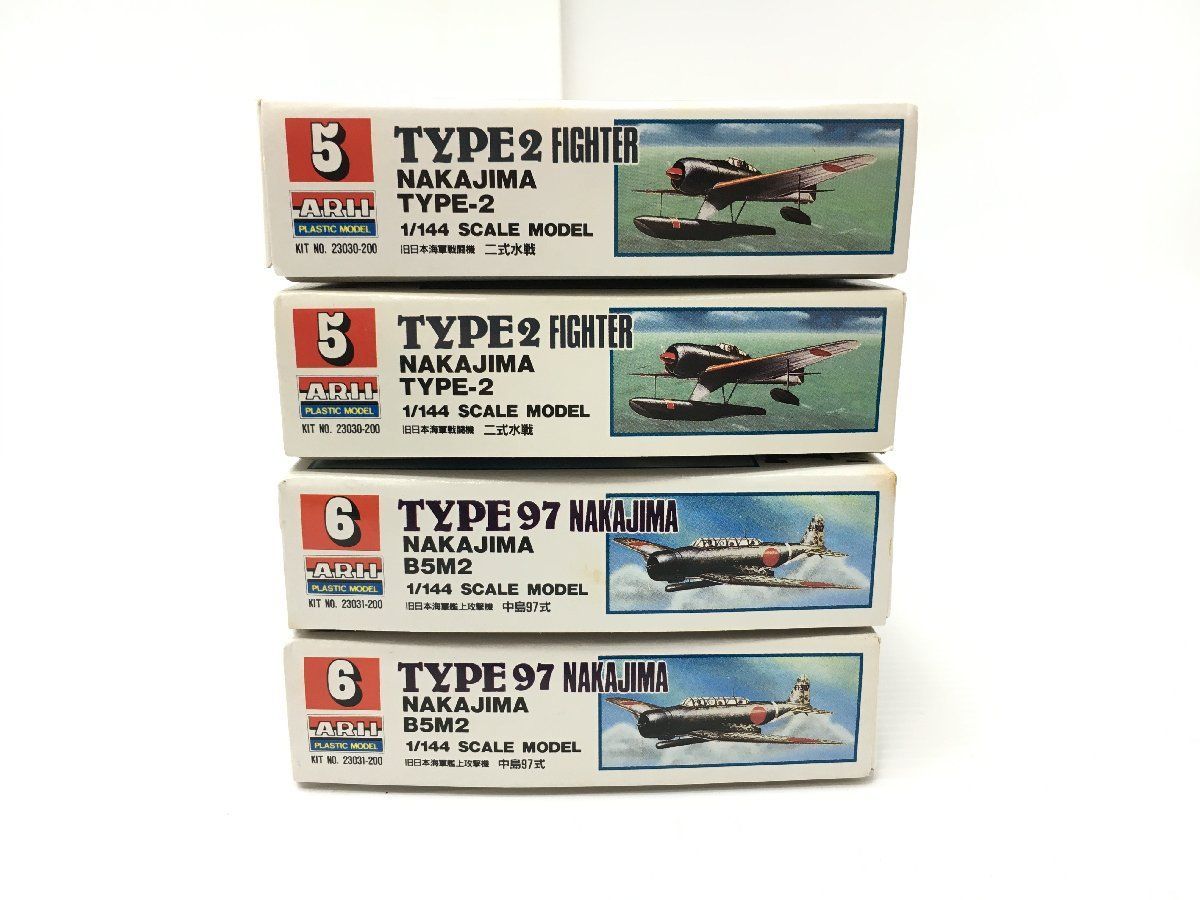 5
TYPE2 FIGHTER
NAKAJIMA
TYPE-2
ARII
PLASTIC MODEL
1/144 SCALE MODEL
KIT NO. 23030-200
旧日本海軍戦闘機 二式水戦
5
TYPE2 FIGHTER
NAKAJIMA
TYPE-2
ARII
PLASTIC MODEL
1/144 SCALE MODEL
KIT NO. 23030-200
旧日本海軍戦闘機 二式水戦
6
TYPE 97 NAKAJIMA
NAKAJIMA
B5M2
ARII
PLASTIC MODEL
1/144 SCALE MODEL
KIT NO. 23031-200
旧日本海軍艦上攻撃機 中島97式
6
TYPE 97 NAKAJIMA
NAKAJIMA
B5M2
ARII
PLASTIC MODEL
1/144 SCALE MODEL
KIT NO. 23031-200
旧日本海軍艦上攻撃機 中島97式